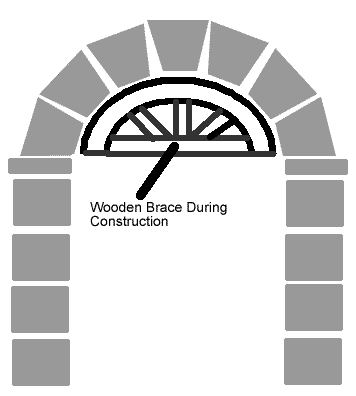 Wooden Brace During
Construction